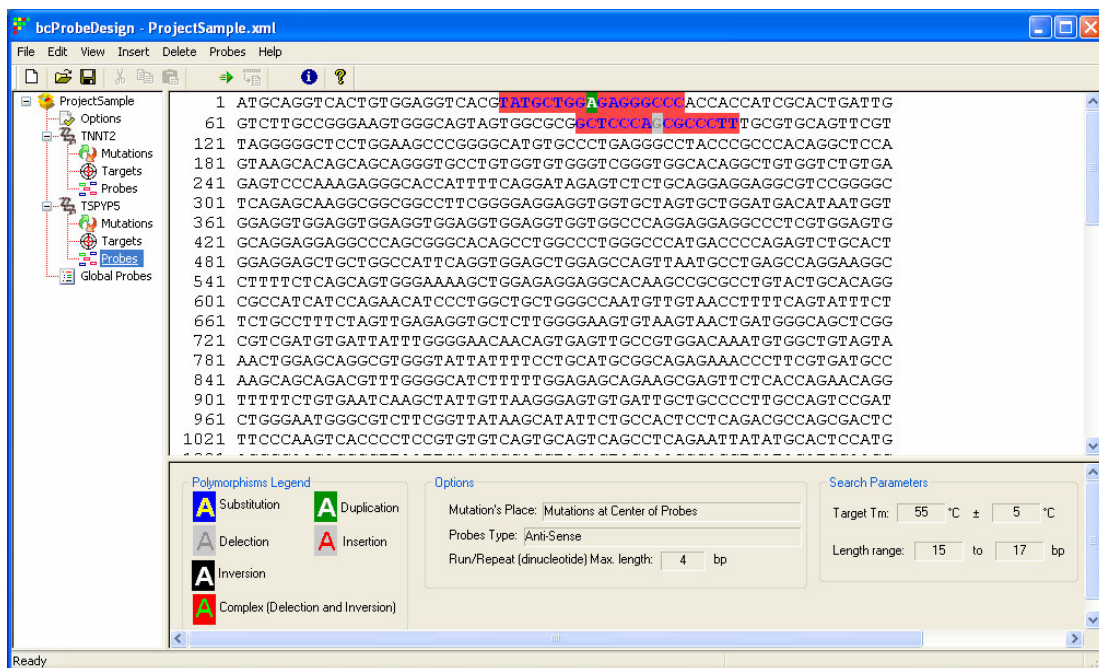 bcProbeDesign - ProjectSample.xml
File Edit View Insert Delete Probes Help
ProjectSample
Options
TNNT2
Mutations
Targets
Probes
TSPYP5
Mutations
Targets
Probes
Global Probes
1 ATGCAGGTCACTGTGGAGGTCACGTATGCTGGAGAGGGCCCACCACCATCGCACTGATTG
61 GTCTTGCCGGGAAGTGGGCAGTAGTGGCGCGGCTCCCAGCGCCCTTTGCGTGCAGTTCGT
121 TAGGGGGCTCCTGGAAGCCCGGGGCATGTGCCCTGAGGGCCTACCCGCCCACAGGCTCCA
181 GTAAGCACAGCAGCAGGGTGCCTGTGGTGTGGGTCGGGTGGCACAGGCTGTGGTCTGTGA
241 GAGTCCCAAAGAGGGCACCATTTTCAGGATAGAGTCTCTGCAGGAGGAGGCGTCCGGGGC
301 TCAGAGCAAGGCGGCGGCCTTCGGGGAGGAGGTGGTGCTAGTGCTGGATGACATAATGGT
361 GGAGGTGGAGGTGGAGGTGGAGGTGGAGGTGGTGGCCCAGGAGGAGGCCCTCGTGGAGTG
421 GCAGGAGGAGGCCCAGCGGGCACAGCCTGGCCCTGGGCCCATGACCCCAGAGTCTGCACT
481 GGAGGAGCTGCTGGCCATTCAGGTGGAGCTGGAGCCAGTTAATGCCTGAGCCAGGAAGGC
541 CTTTTCTCAGCAGTGGGAAAAGCTGGAGAGGAGGCACAAGCCGCGCCTGTACTGCACAGG
601 CGCCATCATCCAGAACATCCCTGGCTGCTGGGCCAATGTTGTAACCTTTTCAGTATTTCT
661 TCTGCCTTTCTAGTTGAGAGGTGCTCTTGGGGAAGTGTAAGTAACTGATGGGCAGCTCGG
721 CGTCGATGTGATTATTTGGGGAACAACAGTGAGTTGCCGTGGACAAATGTGGCTGTAGTA
781 AACTGGAGCAGGCGTGGGTATTATTTTCCTGCATGCGGCAGAGAAACCCTTCGTGATGCC
841 AAGCAGCAGACGTTTGGGGCATCTTTTTGGAGAGCAGAAGCGAGTTCTCACCAGAACAGG
901 TTTTTCTGTGAATCAAGCTATTGTTAAGGGAGTGTGATTGCTGCCCCTTGCCAGTCCGAT
961 CTGGGAATGGGCGTCTTCGGTTATAAGCATATTCTGCCACTCCTCAGACGCCAGCGACTC
1021 TTCCCAAGTCACCCCTCCGTGTGTCAGTGCAGTCAGCCTCAGAATTATATGCACTCCATG
Polymorphisms Legend
A Substitution A Duplication
A Delection A Insertion
A Inversion
A Complex (Delection and Inversion)
Options
Mutation's Place: Mutations at Center of Probes
Probes Type: Anti-Sense
Run/Repeat (dinucleotide) Max. length: 4 bp
Search Parameters
Target Tm: 55 °C ± 5 °C
Length range: 15 to 17 bp
Ready